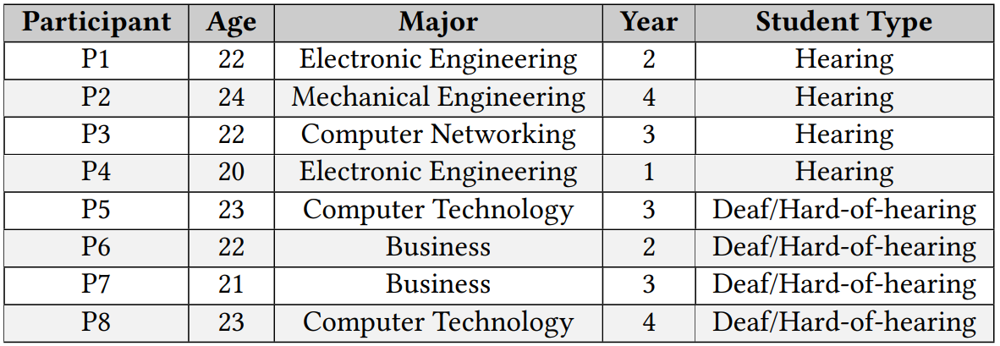 Participant Age Major Year Student Type
P1 22 Electronic Engineering 2 Hearing
P2 24 Mechanical Engineering 4 Hearing
P3 22 Computer Networking 3 Hearing
P4 20 Electronic Engineering 1 Hearing
P5 23 Computer Technology 3 Deaf/Hard-of-hearing
P6 22 Business 2 Deaf/Hard-of-hearing
P7 21 Business 3 Deaf/Hard-of-hearing
P8 23 Computer Technology 4 Deaf/Hard-of-hearing